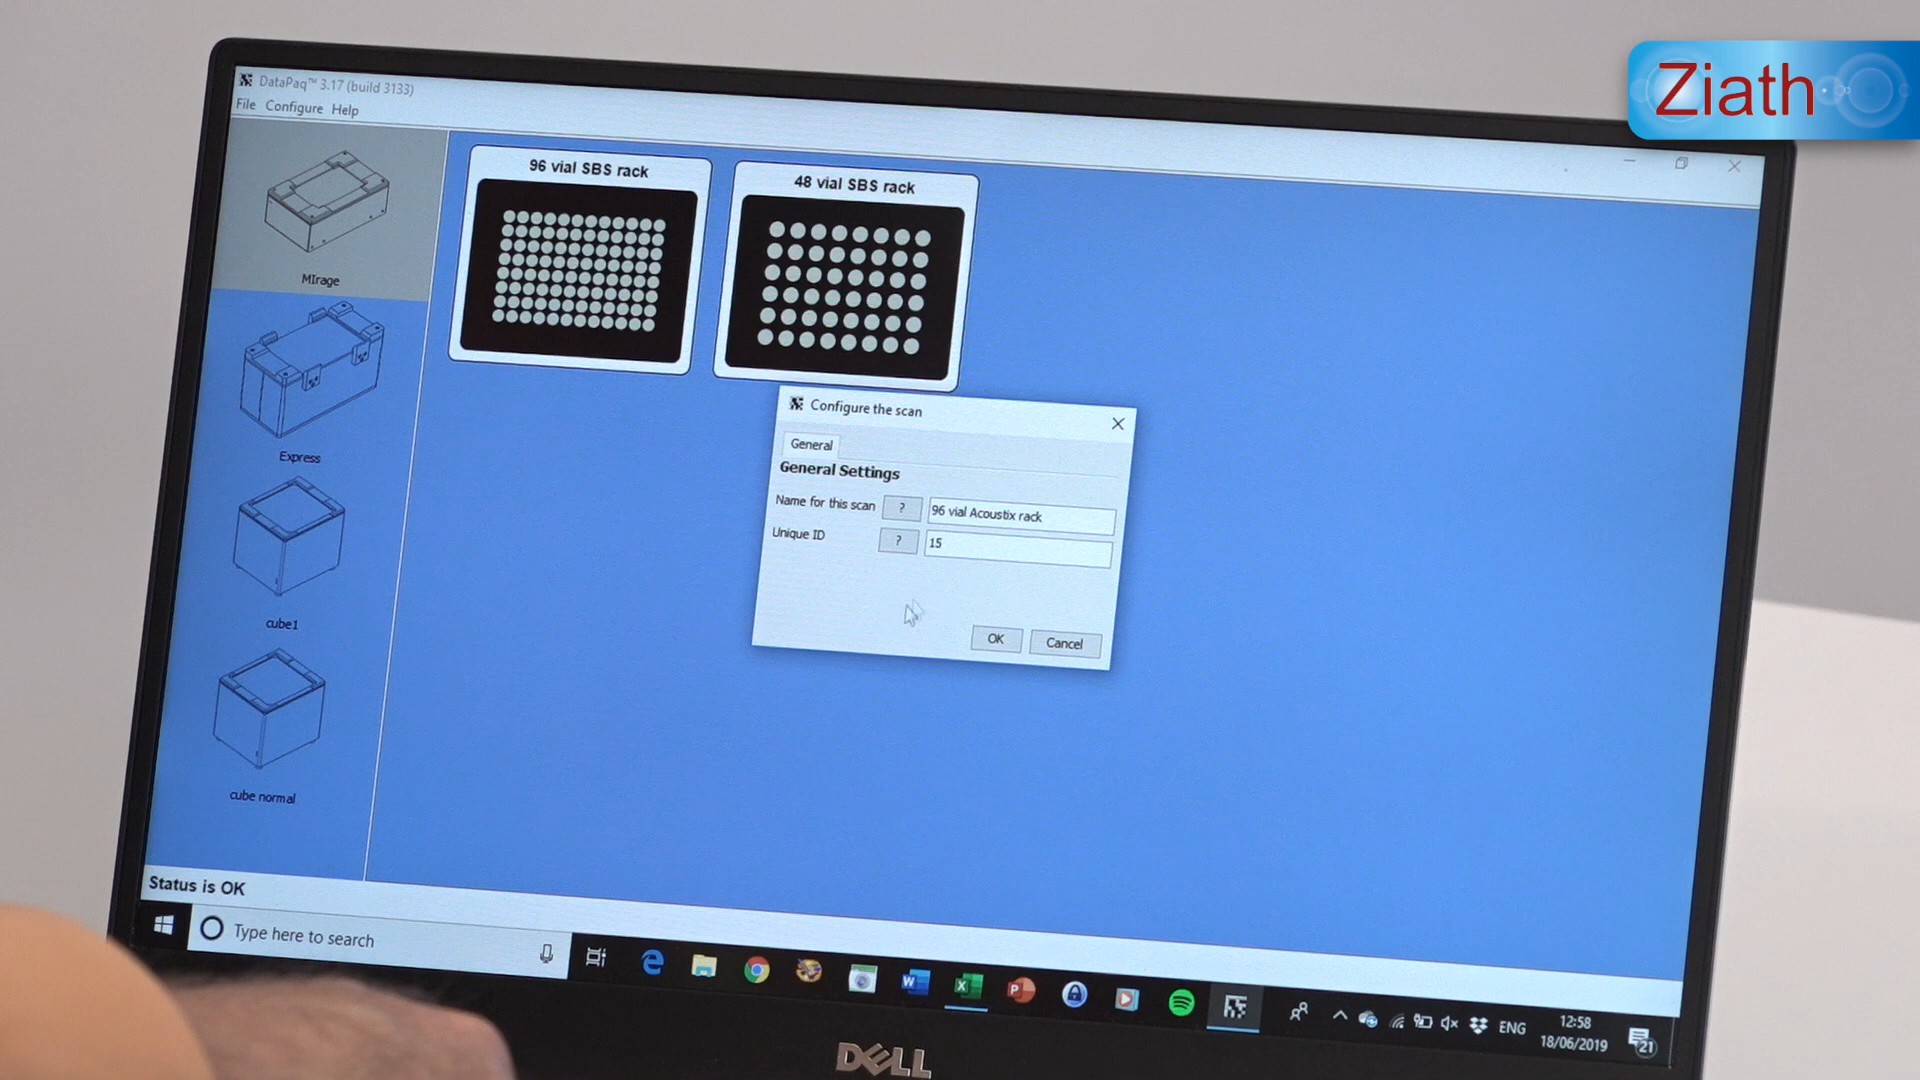 Ziath
DataPaq™ 3.17 (build 3133)
File Configure Help
96 vial SBS rack
48 vial SBS rack
MIrage
Express
cube1
cube normal
Configure the scan
General
General Settings
Name for this scan ? 96 vial Acoustix rack
Unique ID ? 15
OK Cancel
Status is OK
Type here to search
ENG
12:58
18/06/2019
21
DELL